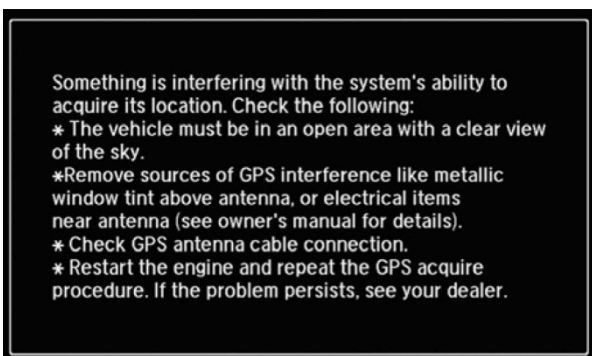 Something is interfering with the system's ability to
acquire its location. Check the following:
* The vehicle must be in an open area with a clear view
of the sky.
*Remove sources of GPS interference like metallic
window tint above antenna, or electrical items
near antenna (see owner's manual for details).
* Check GPS antenna cable connection.
* Restart the engine and repeat the GPS acquire
procedure. If the problem persists, see your dealer.